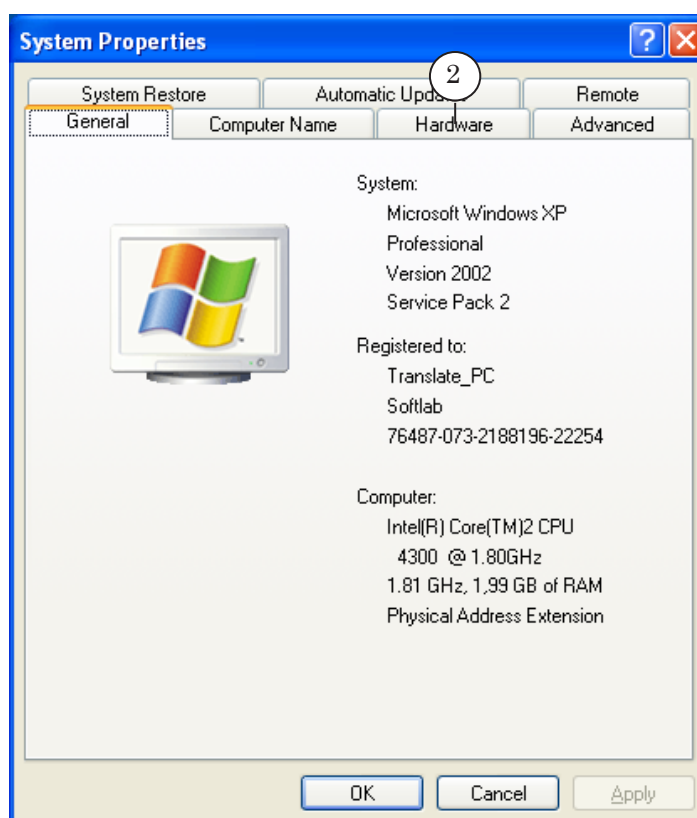 System Properties
2
System Restore Automatic Remote
General Computer Name Hardware Advanced
System:
Microsoft Windows XP
Professional
Version 2002
Service Pack 2
Registered to:
Translate_PC
Softlab
76487-073-2188196-22254
Computer:
Intel(R) Core(TM)2 CPU
4300 @ 1.80GHz
1.81 GHz, 1,99 GB of RAM
Physical Address Extension
OK Cancel Apply